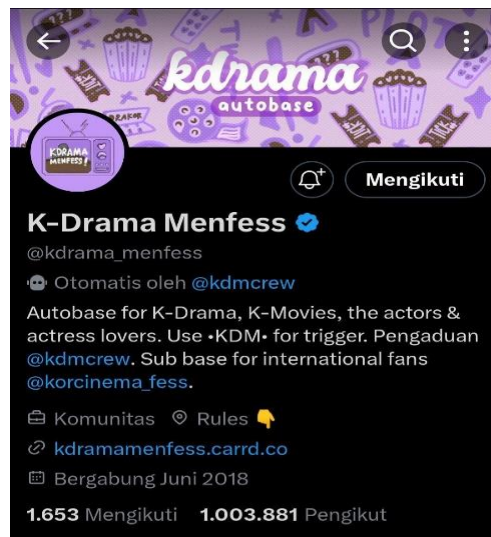 kdrama
autobase
KDRAMA
MENFESS!
Mengikuti
K-Drama Menfess
@kdrama_menfess
Otomatis oleh @kdmcrew
Autobase for K-Drama, K-Movies, the actors &
actress lovers. Use •KDM• for trigger. Pengaduan
@kdmcrew. Sub base for international fans
@korcinema_fess.
Komunitas Rules 👇
kdramamenfess.carrd.co
Bergabung Juni 2018
1.653 Mengikuti 1.003.881 Pengikut